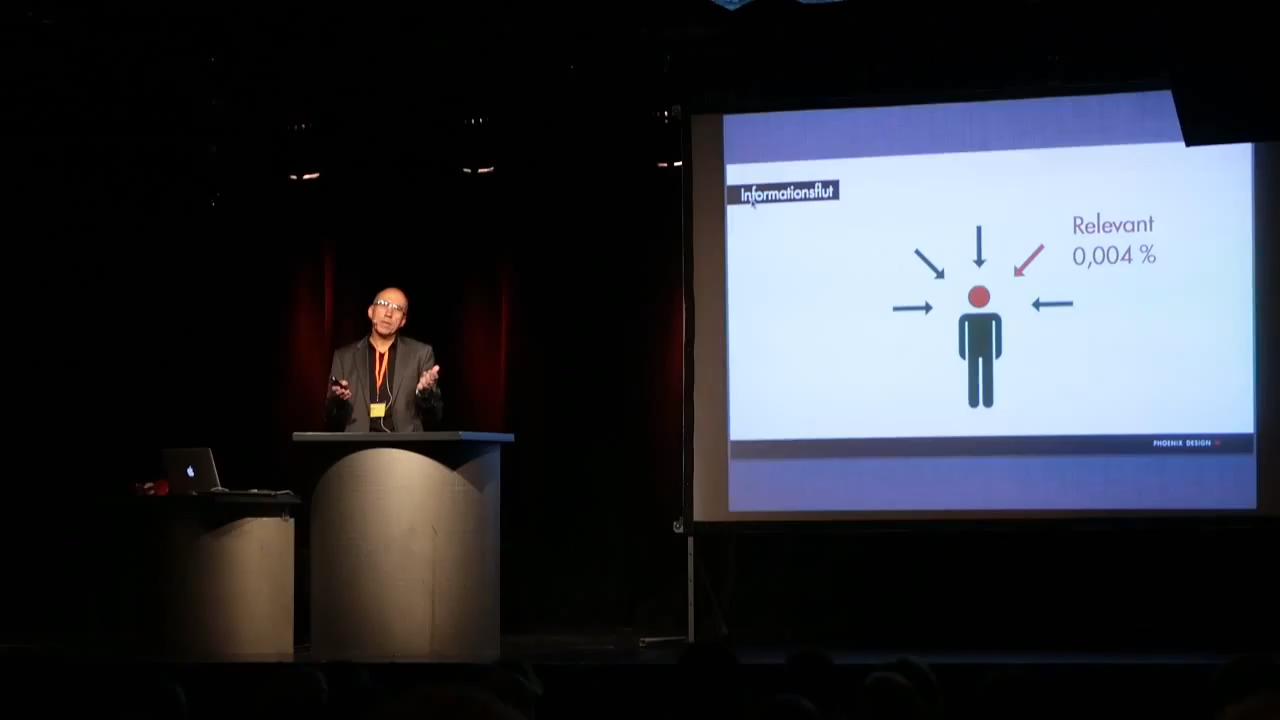 Informationsflut
Relevant
0,004 %
PHOENIX DESIGN